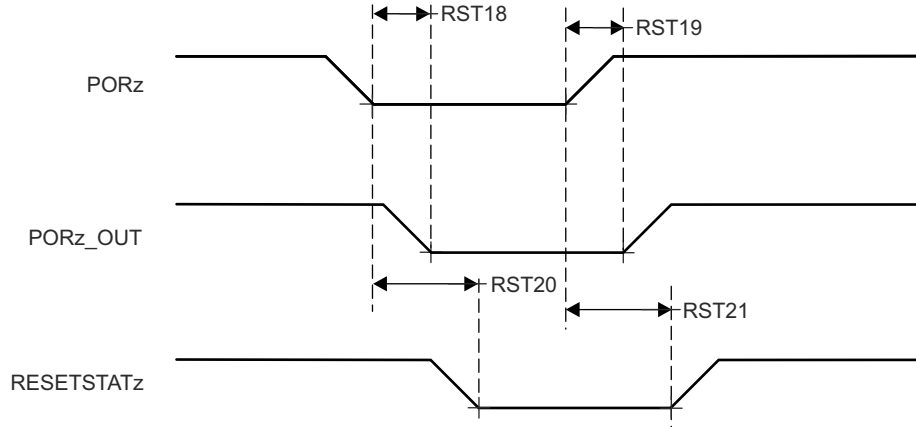 RST18
RST19
PORz
PORz_OUT
RST20
RST21
RESETSTATz